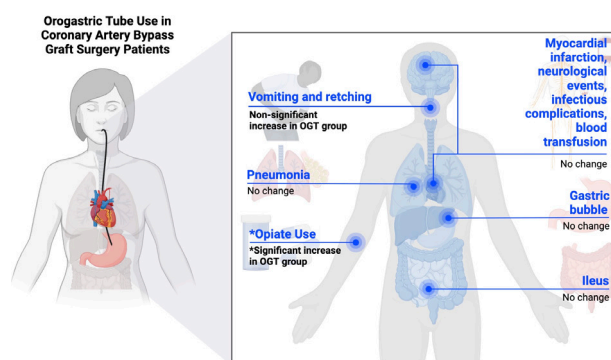 Orogastric Tube Use in
Coronary Artery Bypass
Graft Surgery Patients
Vomiting and retching
Non-significant
increase in OGT group
Pneumonia
No change
*Opiate Use
*Significant increase
in OGT group
Myocardial
infarction,
neurological
events,
infectious
complications,
blood
transfusion
No change
Gastric
bubble
No change
Ileus
No change